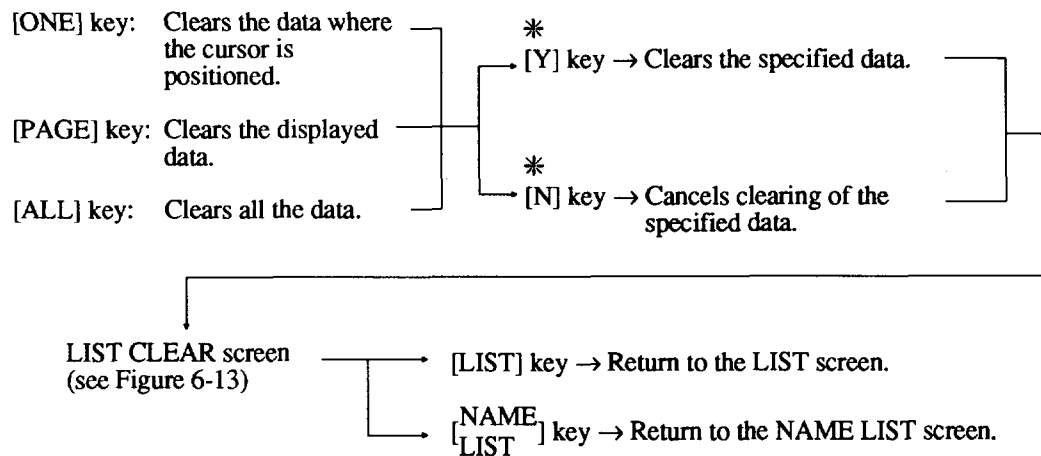 [ONE] key: Clears the data where
the cursor is
positioned.
[PAGE] key: Clears the displayed
data.
[ALL] key: Clears all the data.
*
[Y] key → Clears the specified data.
*
[N] key → Cancels clearing of the
specified data.
LIST CLEAR screen
(see Figure 6-13)
[LIST] key → Return to the LIST screen.
[NAME
LIST] key → Return to the NAME LIST screen.